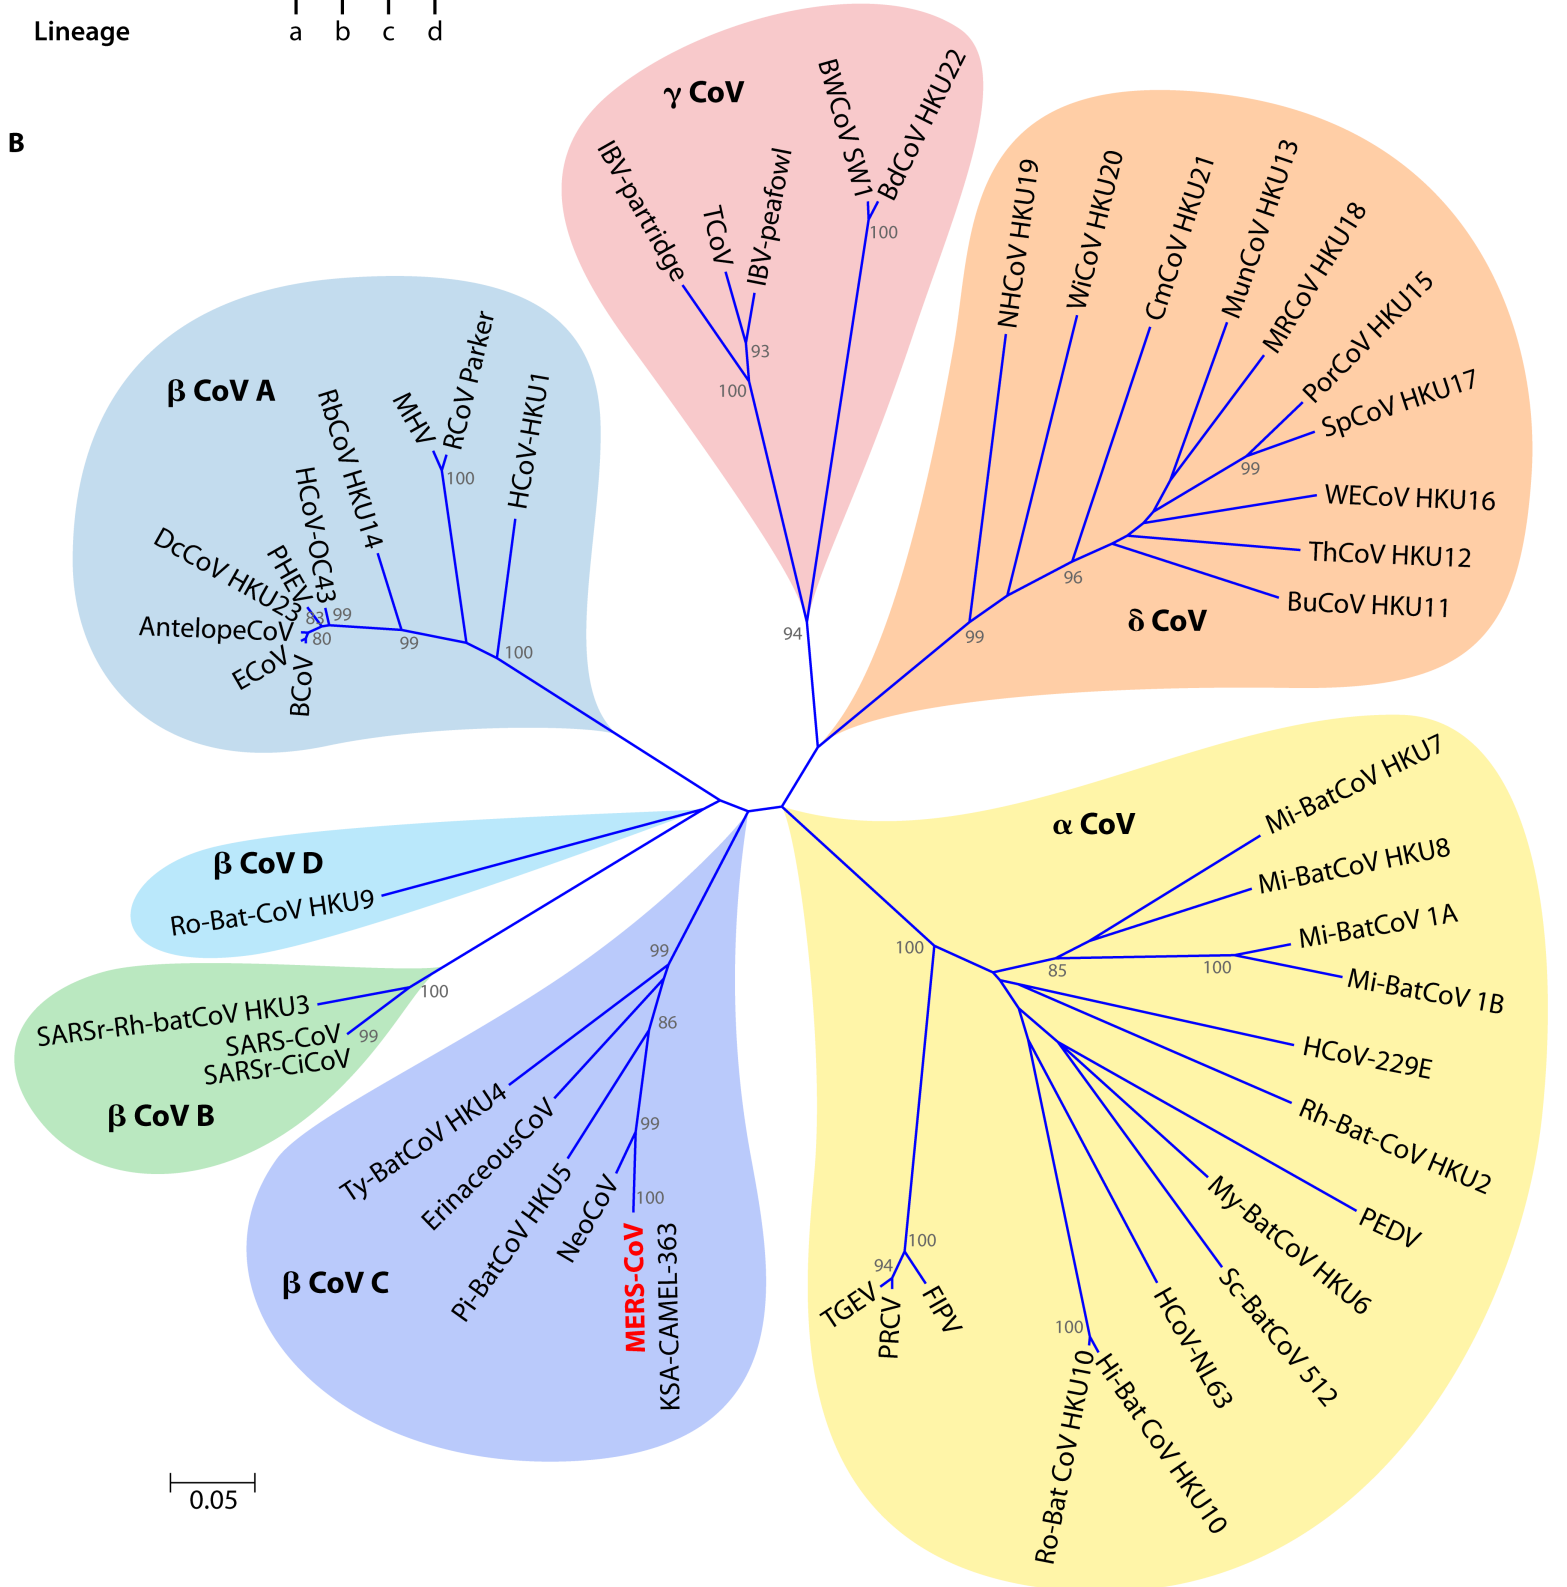 Lineage a b c d
B
γ CoV
IBV-partridge
TCoV
IBV-peafowl
BWCoV SW1
BdCoV HKU22
100
93
100
94
NHCoV HKU19
WiCoV HKU20
CmCoV HKU21
MunCoV HKU13
MRCoV HKU18
PorCoV HKU15
SpCoV HKU17
WECoV HKU16
ThCoV HKU12
BuCoV HKU11
99
96
99
δ CoV
β CoV A
DcCoV HKU23
PHEV
HCoV-OC43
RbCoV HKU14
MHV
RCoV Parker
HCoV-HKU1
AntelopeCoV
ECoV
BCoV
83
99
80
99
100
100
β CoV D
Ro-Bat-CoV HKU9
SARSr-Rh-batCoV HKU3
SARS-CoV
SARSr-CiCoV
100
99
β CoV B
99
86
99
100
Ty-BatCoV HKU4
ErinaceousCoV
Pi-BatCoV HKU5
NeoCoV
MERS-CoV
KSA-CAMEL-363
β CoV C
α CoV
Mi-BatCoV HKU7
Mi-BatCoV HKU8
Mi-BatCoV 1A
Mi-BatCoV 1B
HCoV-229E
Rh-Bat-CoV HKU2
PEDV
My-BatCoV HKU6
Sc-BatCoV 512
HCoV-NL63
Hi-Bat CoV HKU10
Ro-Bat CoV HKU10
FIPV
PRCV
TGEV
100
85
100
100
94
100
0.05